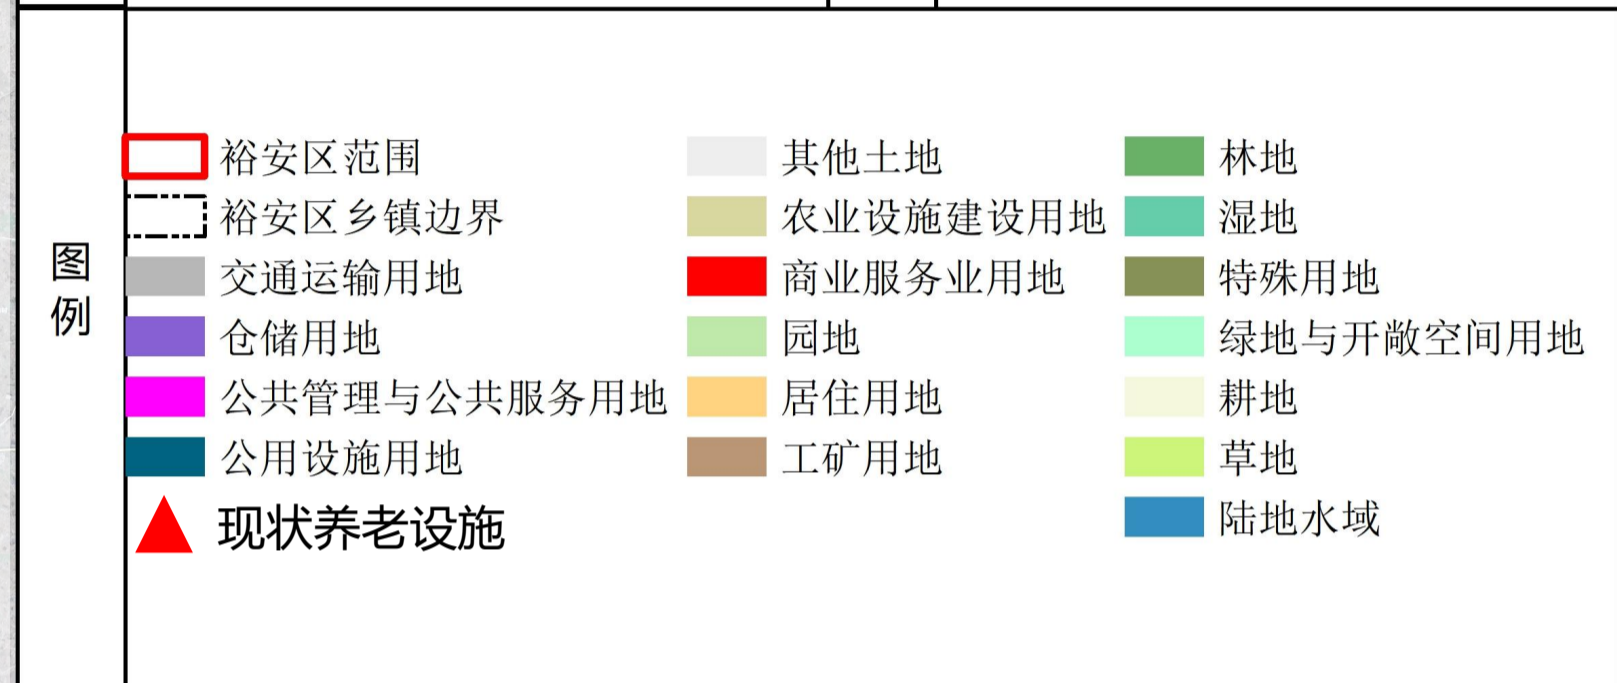 图例
裕安区范围
裕安区乡镇边界
交通运输用地
仓储用地
公共管理与公共服务用地
公用设施用地
现状养老设施
其他土地
农业设施建设用地
商业服务业用地
园地
居住用地
工矿用地
林地
湿地
特殊用地
绿地与开敞空间用地
耕地
草地
陆地水域